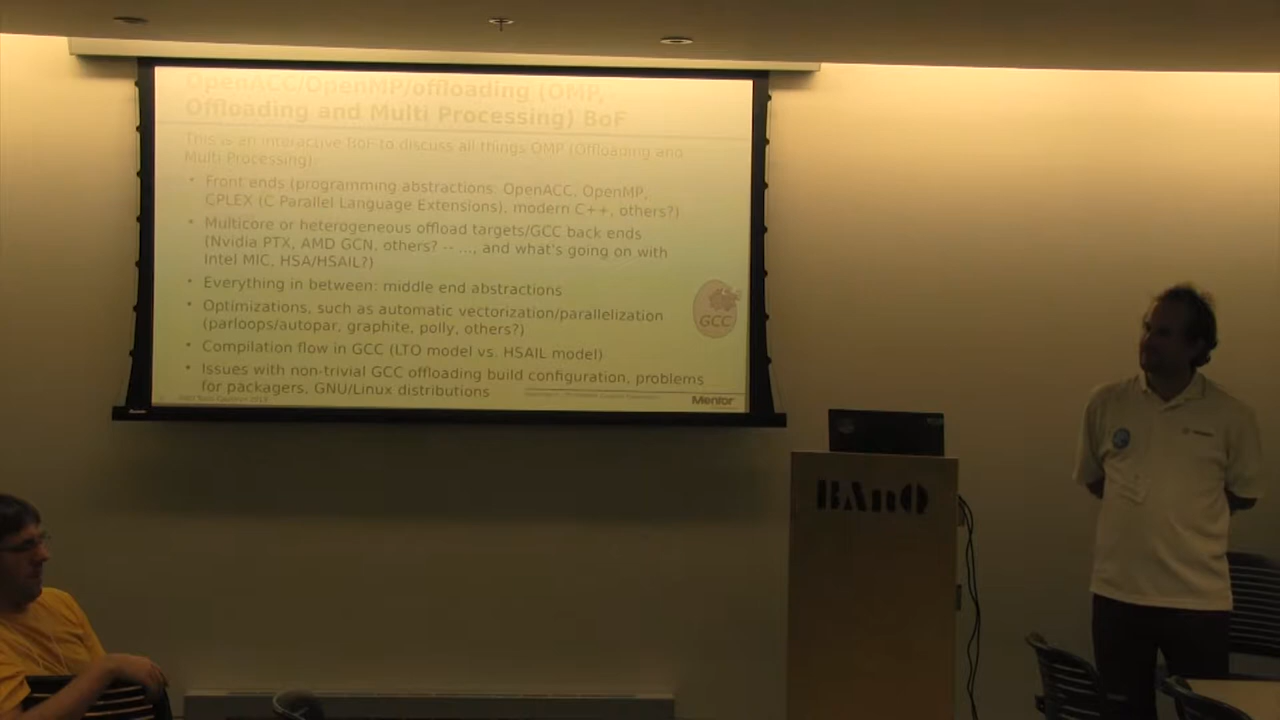 OpenACC/OpenMP/offloading (OMP,
Offloading and Multi Processing) BoF
This is an interactive BoF to discuss all things OMP (Offloading and
Multi Processing):
• Front ends (programming abstractions: OpenACC, OpenMP,
CPLEX (C Parallel Language Extensions), modern C++, others?)
• Multicore or heterogeneous offload targets/GCC back ends
(Nvidia PTX, AMD GCN, others? -- ..., and what's going on with
Intel MIC, HSA/HSAIL?)
• Everything in between: middle end abstractions
• Optimizations, such as automatic vectorization/parallelization
(parloops/autopar, graphite, polly, others?)
GCC
• Compilation flow in GCC (LTO model vs. HSAIL model)
• Issues with non-trivial GCC offloading build configuration, problems
for packagers, GNU/Linux distributions
Mentor
BAnQ